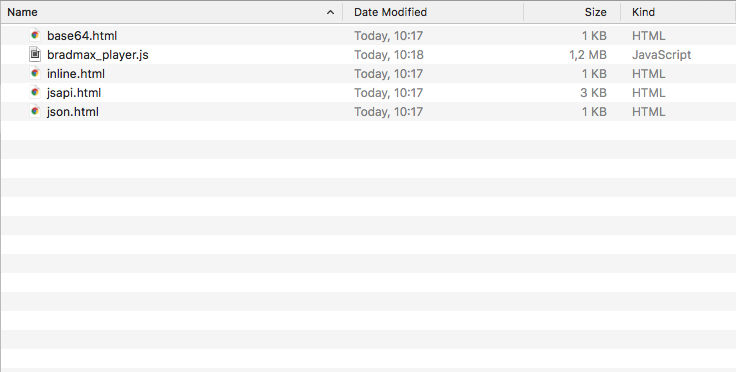 Name Date Modified Size Kind
base64.html Today, 10:17 1 KB HTML
bradmax_player.js Today, 10:18 1,2 MB JavaScript
inline.html Today, 10:17 1 KB HTML
jsapi.html Today, 10:17 3 KB HTML
json.html Today, 10:17 1 KB HTML